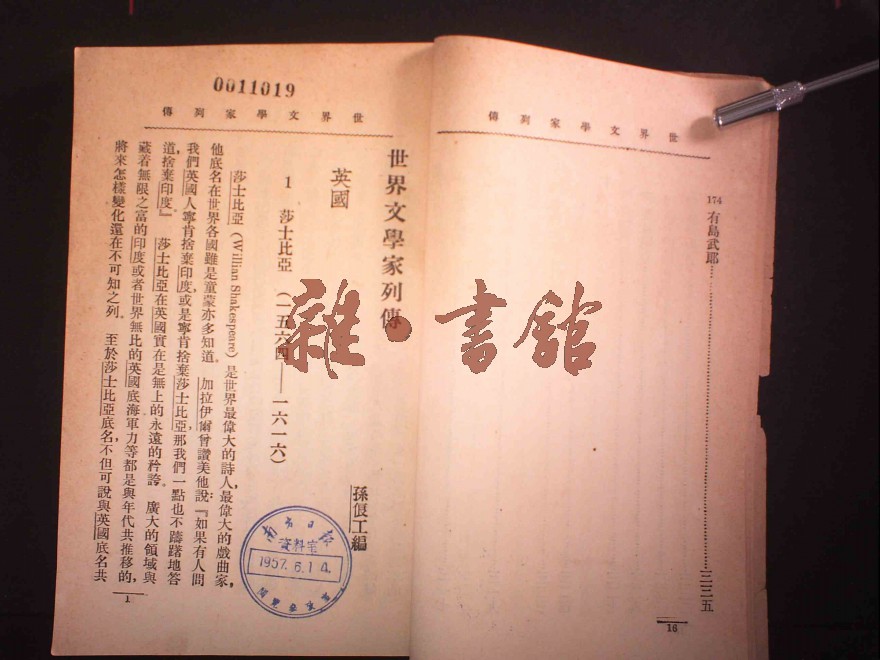 世界文學家列傳
174 有島武郎……………………三三五
16
0011019
世界文學家列傳
世界文學家列傳
孫俍工編
英國
1 莎士比亞 (一五六四——一六一六)
莎士比亞 (Willian Shakespeare) 是世界最偉大的詩人，最偉大的戲曲家，
他底名在世界各國雖是童蒙亦多知道。 加拉伊爾曾讚美他說：『如果有人問
我們英國人寧肯捨棄印度，或是寧肯捨棄莎士比亞，那我們一點也不躊躇地答
道，捨棄印度』 莎士比亞在英國實在是無上的永遠的矜誇。 廣大的領域與
藏着無限之富的印度或者世界無比的英國底海軍力等都是與年代共推移的，
將來怎樣變化還在不可知之列。 至於莎士比亞底名，不但可說與英國底名共
1
資料室
1957.6.10
雜·書館